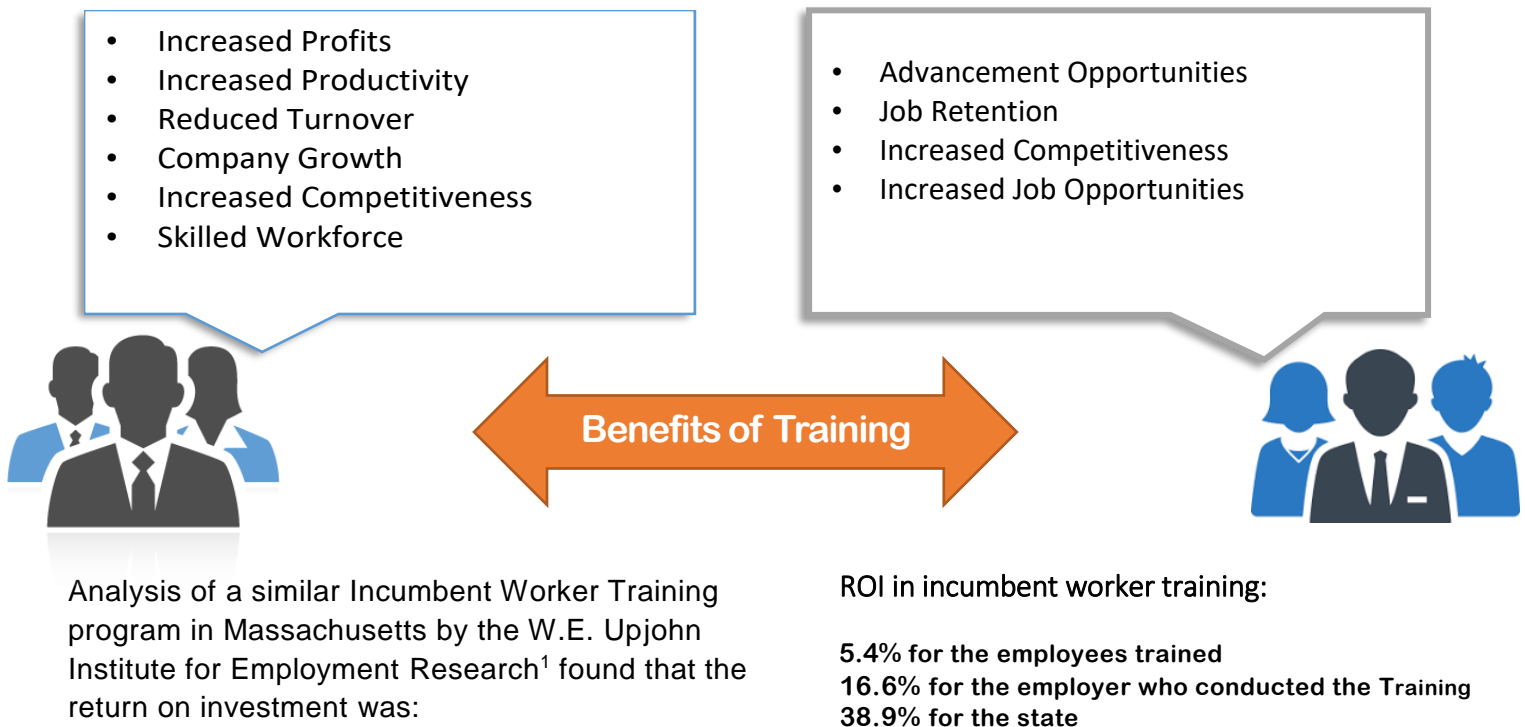 • Increased Profits
• Increased Productivity
• Reduced Turnover
• Company Growth
• Increased Competitiveness
• Skilled Workforce
• Advancement Opportunities
• Job Retention
• Increased Competitiveness
• Increased Job Opportunities
Benefits of Training
Analysis of a similar Incumbent Worker Training
program in Massachusetts by the W.E. Upjohn
Institute for Employment Research¹ found that the
return on investment was:
ROI in incumbent worker training:
5.4% for the employees trained
16.6% for the employer who conducted the Training
38.9% for the state